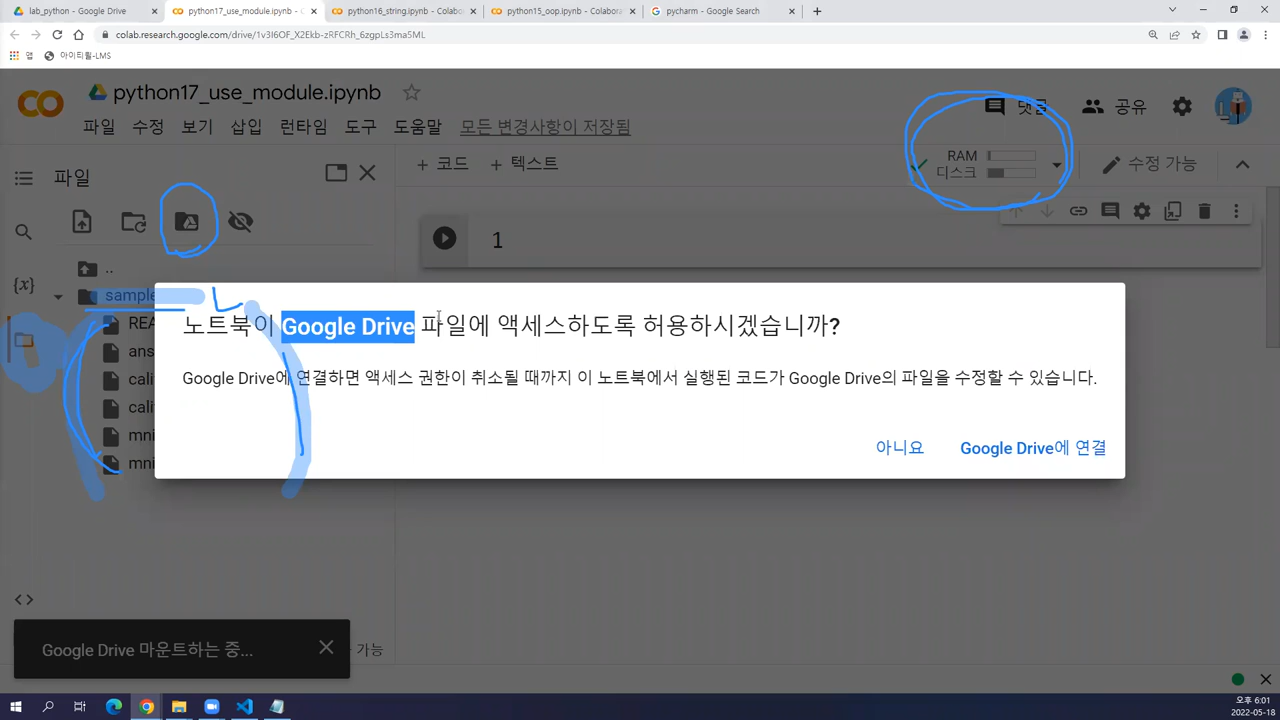 lab_python - Google Drive
python17_use_module.ipynb - C
python16_string.ipynb - Colabo
python15_oop.ipynb - Colabora
pycharm - Google Search
colab.research.google.com/drive/1v3I6OF_X2Ekb-zRFCRh_6zgpLs3ma5ML
앱
아이티윌-LMS
python17_use_module.ipynb
댓글
공유
파일 수정 보기 삽입 런타임 도구 도움말 모든 변경사항이 저장됨
파일
+ 코드 + 텍스트
RAM
디스크
수정 가능
{x}
..
1
sample
REA
ans
cali
cali
mni
mni
노트북이 Google Drive 파일에 액세스하도록 허용하시겠습니까?
Google Drive에 연결하면 액세스 권한이 취소될 때까지 이 노트북에서 실행된 코드가 Google Drive의 파일을 수정할 수 있습니다.
아니요
Google Drive에 연결
Google Drive 마운트하는 중...
가능
오후 6:01
2022-05-18